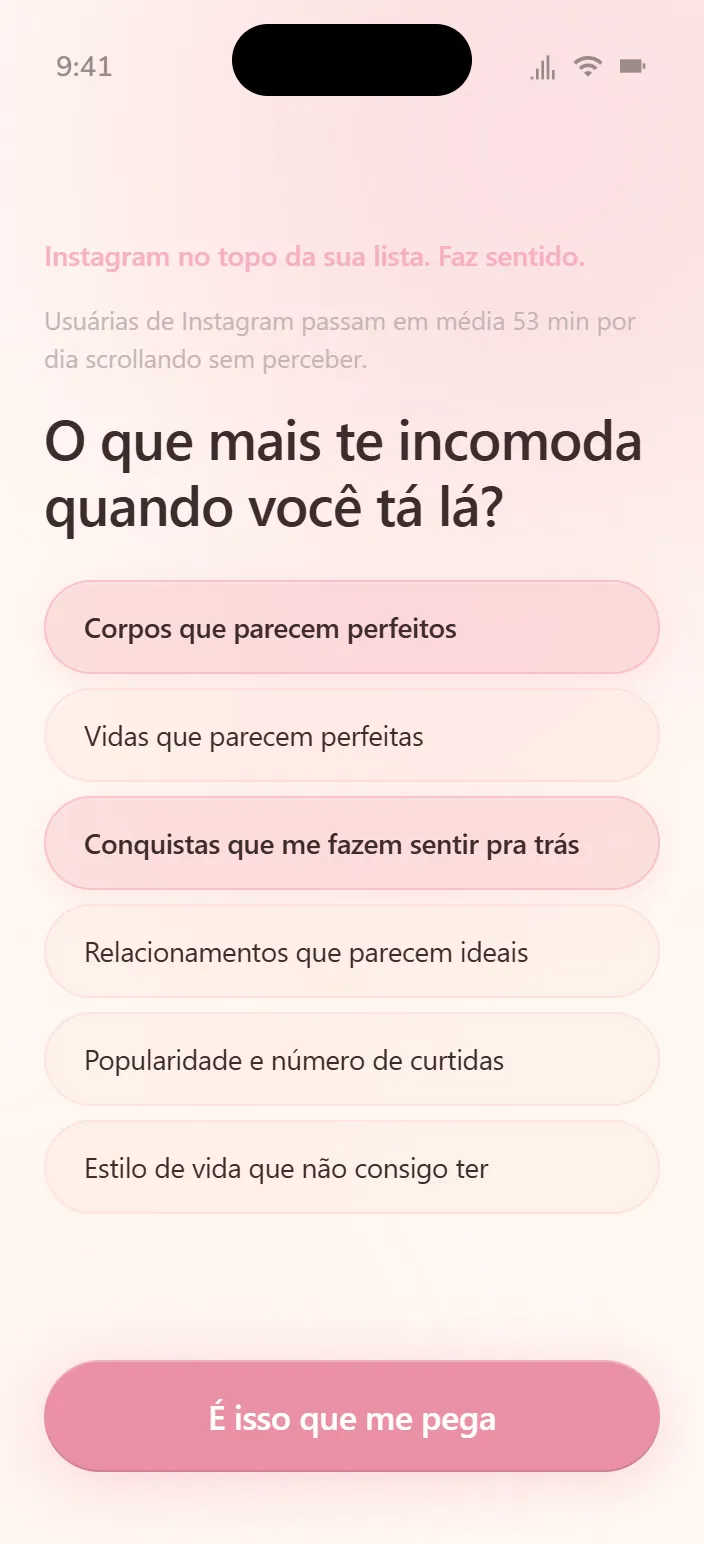 9:41
Instagram no topo da sua lista. Faz sentido.
Usuárias de Instagram passam em média 53 min por
dia scrollando sem perceber.
O que mais te incomoda
quando você tá lá?
Corpos que parecem perfeitos
Vidas que parecem perfeitas
Conquistas que me fazem sentir pra trás
Relacionamentos que parecem ideais
Popularidade e número de curtidas
Estilo de vida que não consigo ter
É isso que me pega